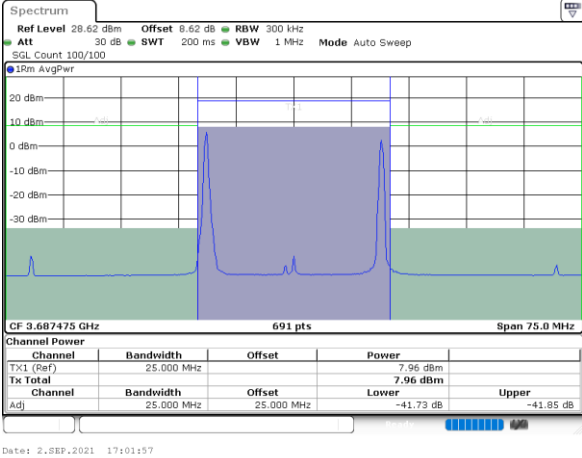 Spectrum
Ref Level 28.62 dBm Offset 8.62 dB RBW 300 kHz
Att 30 dB SWT 200 ms VBW 1 MHz Mode Auto Sweep
SGL Count 100/100
1Rm AvgPwr
20 dBm
TX1
10 dBm Adj Adj
0 dBm
-10 dBm
-20 dBm
-30 dBm
CF 3.687475 GHz 691 pts Span 75.0 MHz
Channel Power
Channel Bandwidth Offset Power
TX1 (Ref) 25.000 MHz 7.96 dBm
Tx Total 7.96 dBm
Channel Bandwidth Offset Lower Upper
Adj 25.000 MHz 25.000 MHz -41.73 dB -41.85 dB
Ready
Date: 2.SEP.2021 17:01:57